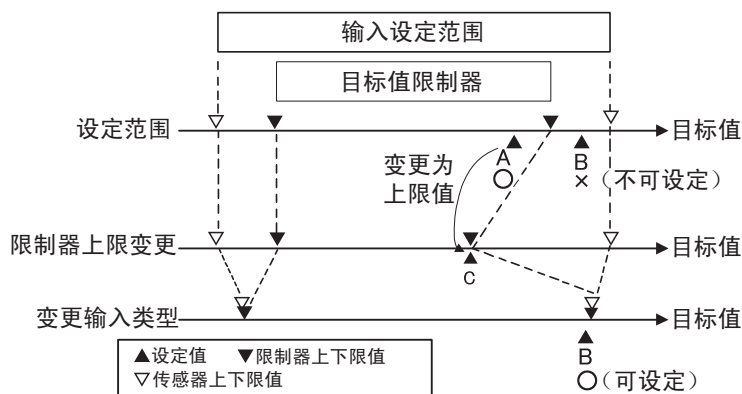 输入设定范围
目标值限制器
设定范围
目标值
A
B
变更为
上限值
×（不可设定）
限制器上限变更
目标值
C
变更输入类型
目标值
▲设定值 ▼限制器上下限值
▽传感器上下限值
B
○（可设定）